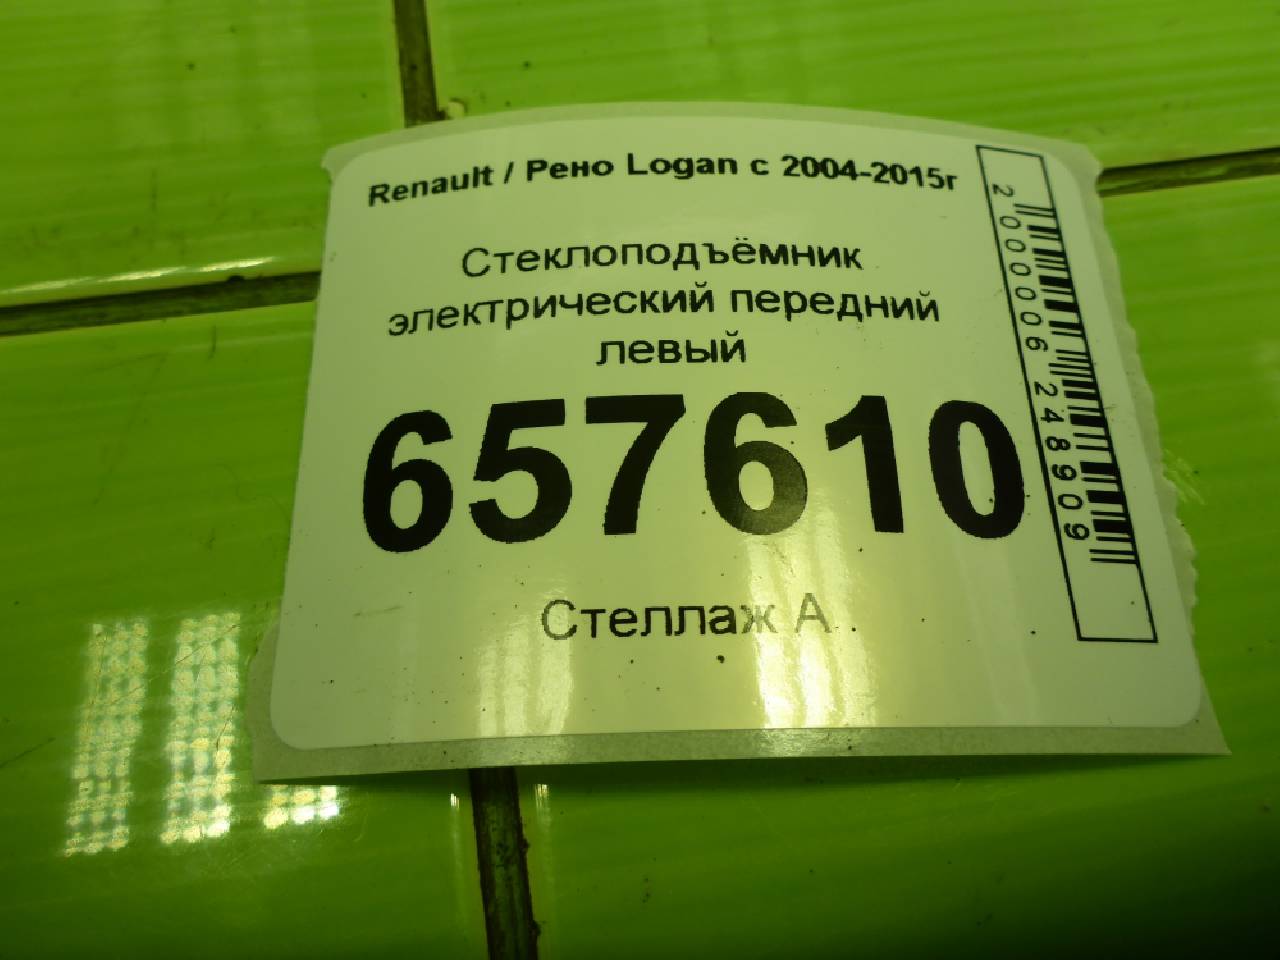 Renault / Рено Logan с 2004-2015г
Стеклоподъёмник
электрический передний
левый
657610
Стеллаж А
2000006248909